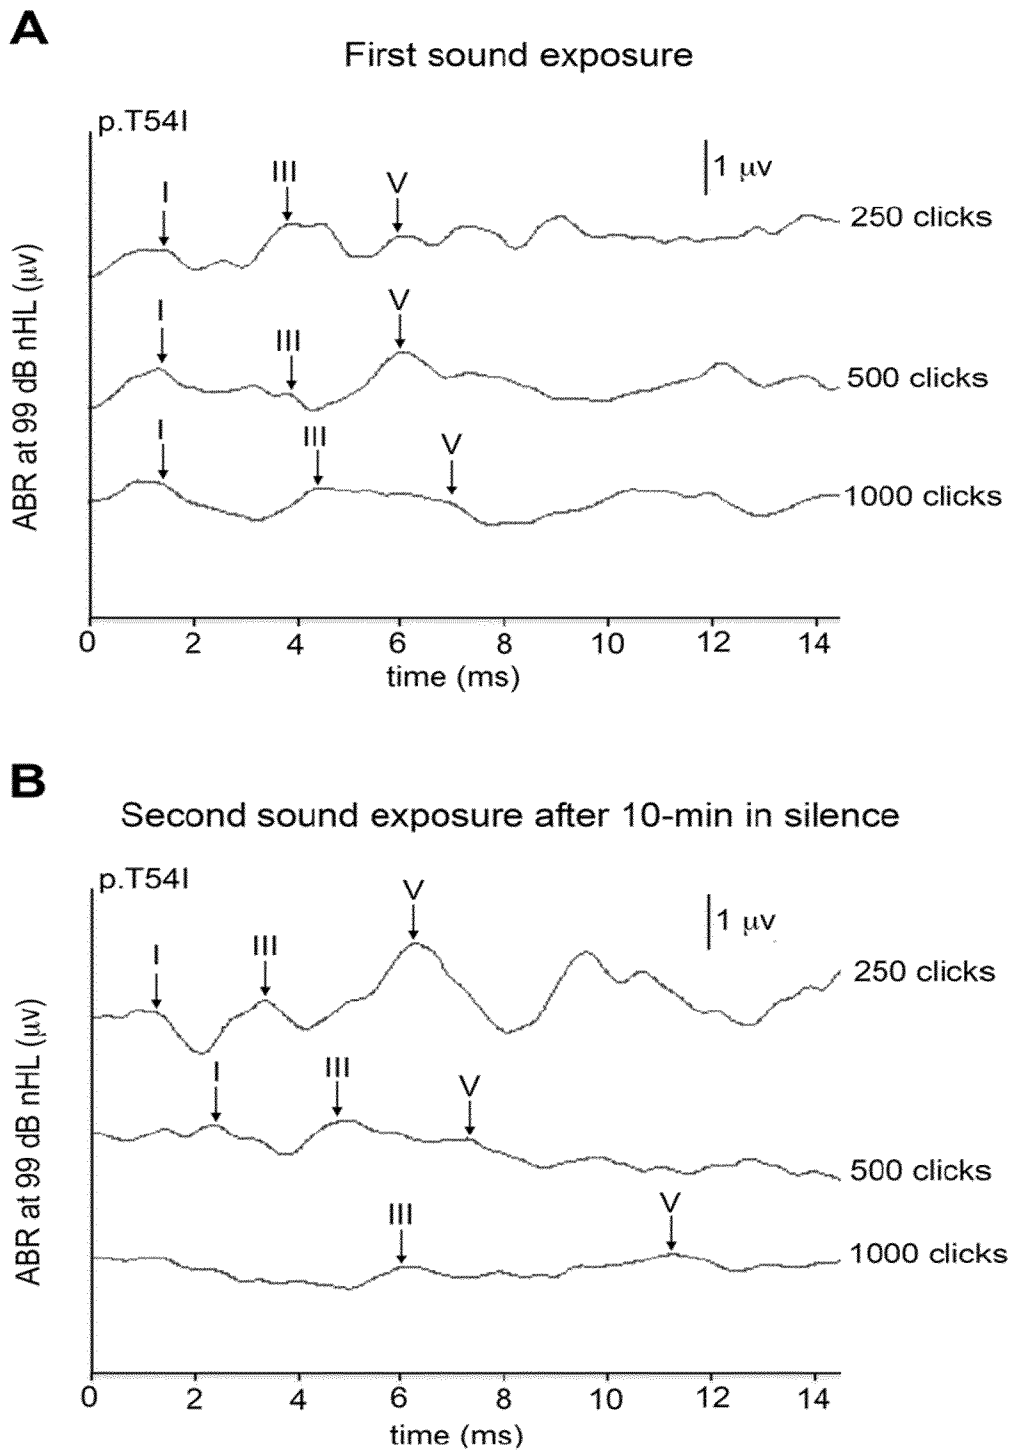 A
First sound exposure
p.T54I
1 μv
I III V
250 clicks
I III V
500 clicks
I III V
1000 clicks
ABR at 99 dB nHL (μv)
0 2 4 6 8 10 12 14
time (ms)
B
Second sound exposure after 10-min in silence
p.T54I
1 μv
I III V
250 clicks
I III V
500 clicks
III V
1000 clicks
ABR at 99 dB nHL (μv)
0 2 4 6 8 10 12 14
time (ms)